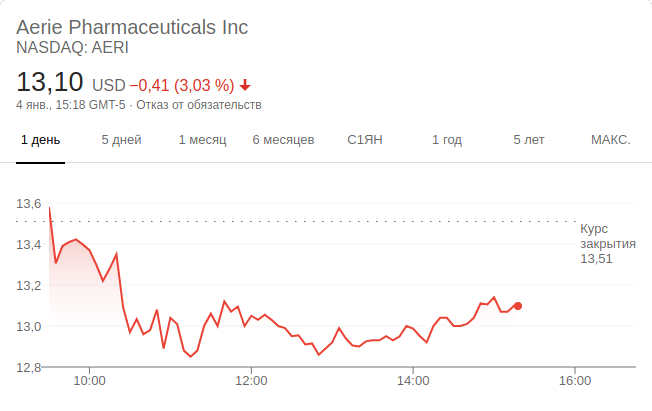 Aerie Pharmaceuticals Inc
NASDAQ: AERI
13,10 USD −0,41 (3,03 %)
4 янв., 15:18 GMT-5 · Отказ от обязательств
1 день 5 дней 1 месяц 6 месяцев С1ЯН 1 год 5 лет МАКС.
13,6
Курс
закрытия
13,51
13,4
13,2
13,0
12,8
10:00 12:00 14:00 16:00